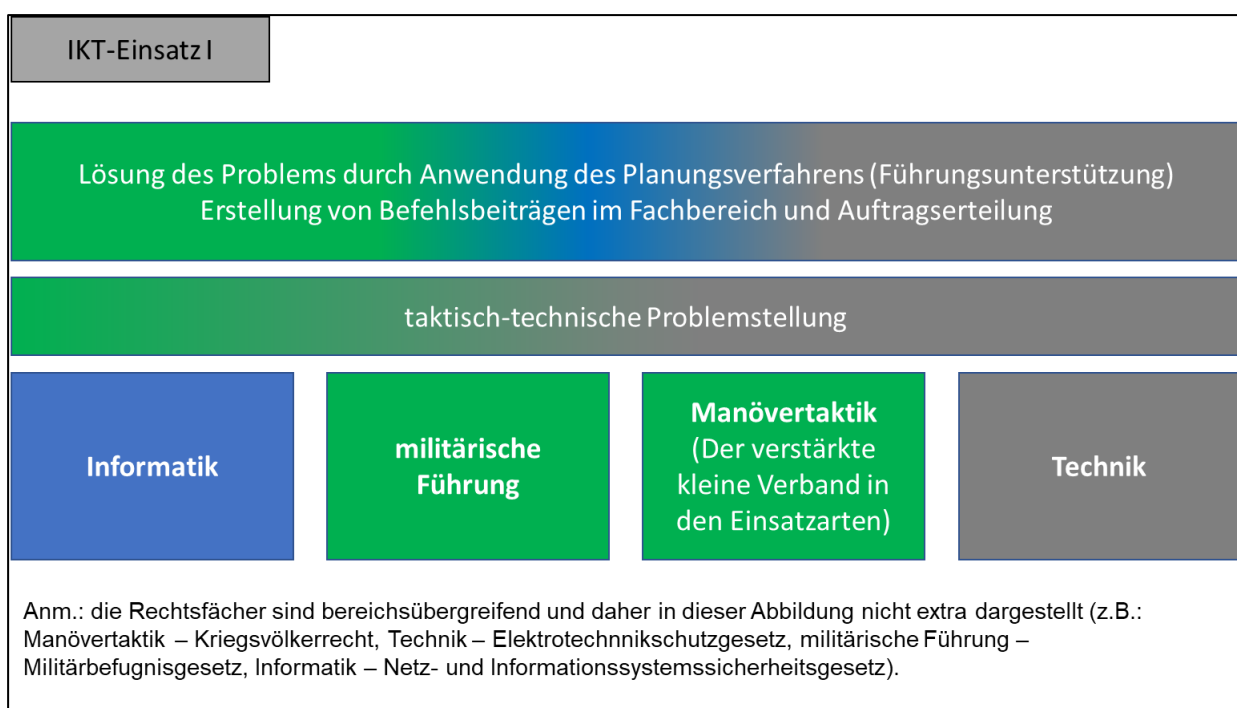 IKT-Einsatz I
Lösung des Problems durch Anwendung des Planungsverfahrens (Führungsunterstützung)
Erstellung von Befehlsbeiträgen im Fachbereich und Auftragserteilung
taktisch-technische Problemstellung
Informatik
militärische
Führung
Manövertaktik
(Der verstärkte
kleine Verband in
den Einsatzarten)
Technik
Anm.: die Rechtsfächer sind bereichsübergreifend und daher in dieser Abbildung nicht extra dargestellt (z.B.:
Manövertaktik – Kriegsvölkerrecht, Technik – Elektrotechnnikschutzgesetz, militärische Führung –
Militärbefugnisgesetz, Informatik – Netz- und Informationssystemssicherheitsgesetz).